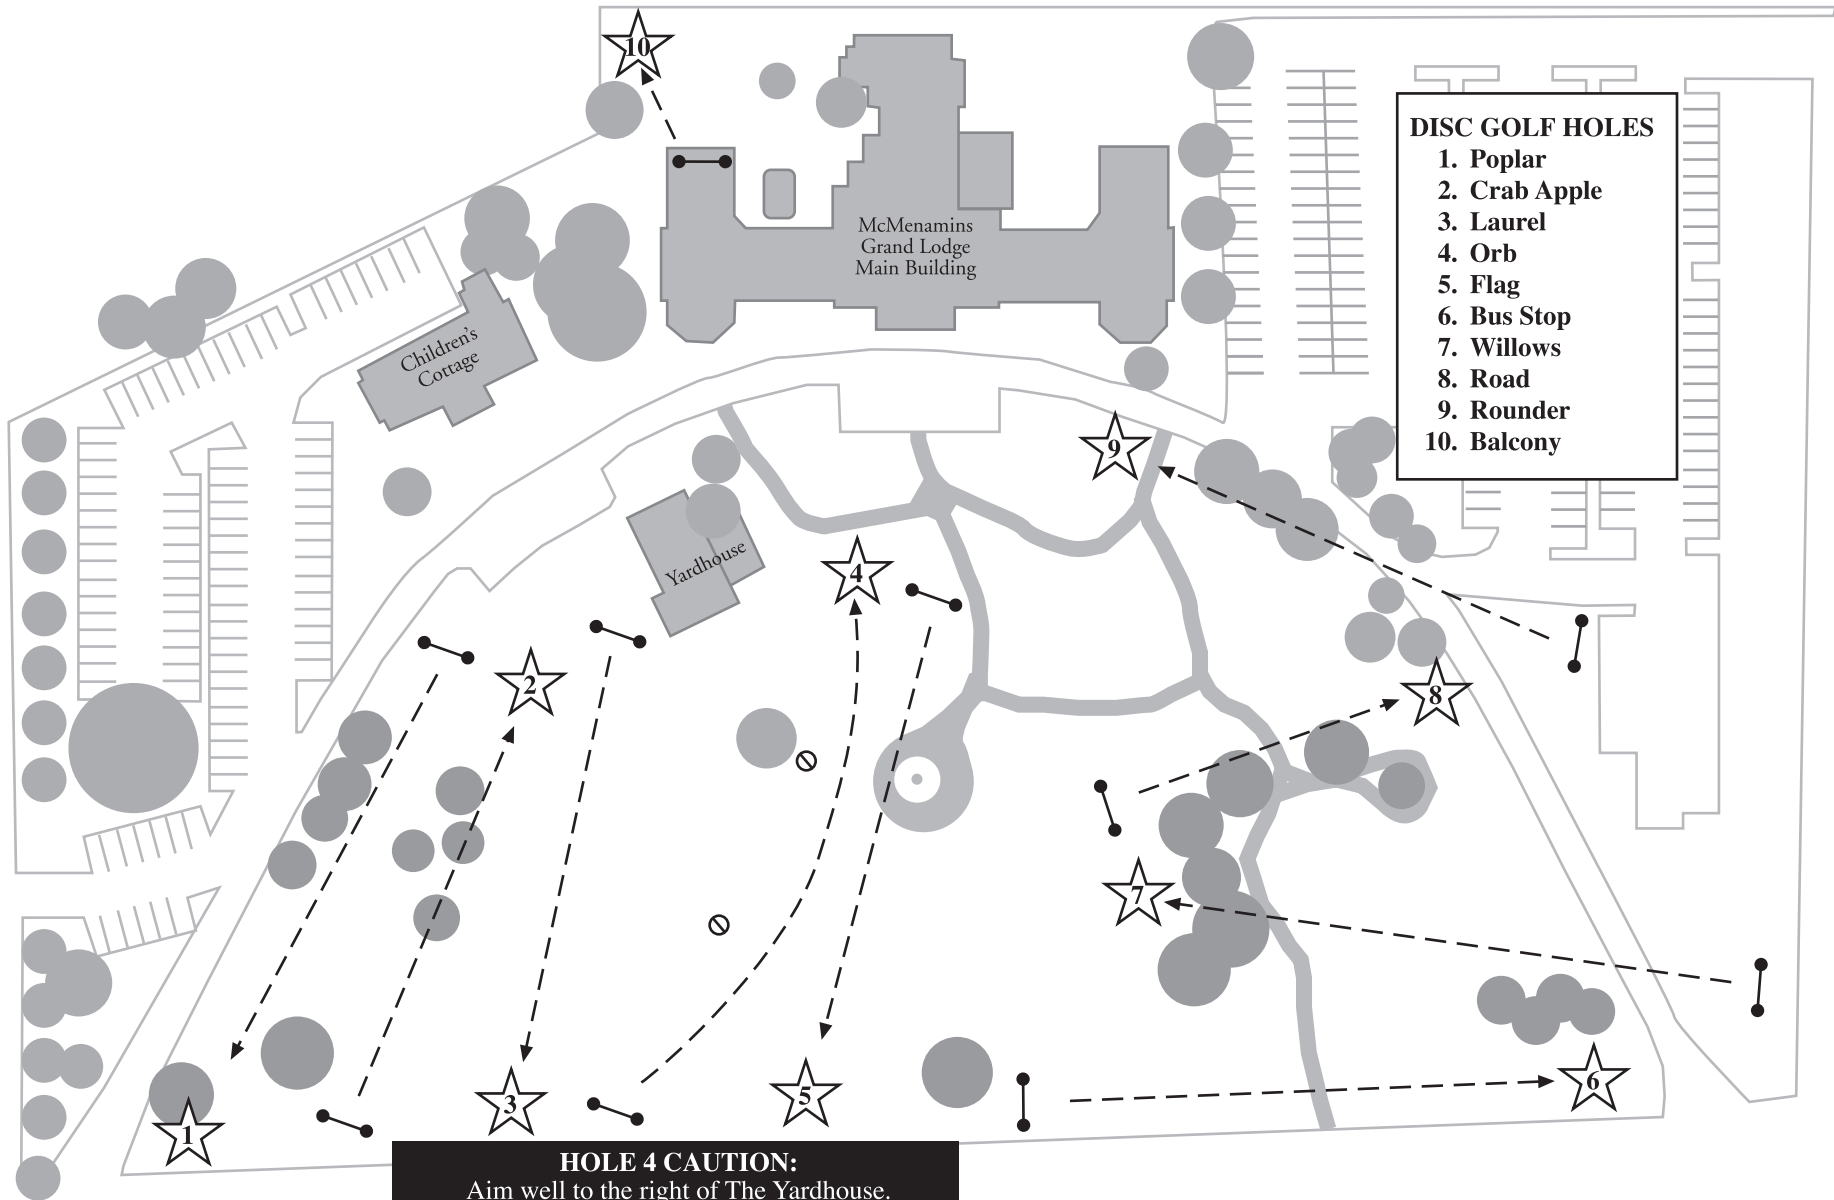 10
McMenamins
Grand Lodge
Main Building
DISC GOLF HOLES
1. Poplar
2. Crab Apple
3. Laurel
4. Orb
5. Flag
6. Bus Stop
7. Willows
8. Road
9. Rounder
10. Balcony
Children's
Cottage
9
Yardhouse
4
2
8
7
6
5
3
1
HOLE 4 CAUTION:
Aim well to the right of The Yardhouse.